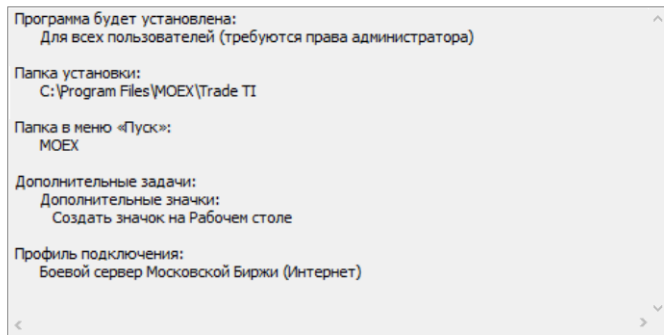 Программа будет установлена:
Для всех пользователей (требуются права администратора)
Папка установки:
C:\Program Files\MOEX\Trade TI
Папка в меню «Пуск»:
MOEX
Дополнительные задачи:
Дополнительные значки:
Создать значок на Рабочем столе
Профиль подключения:
Боевой сервер Московской Биржи (Интернет)